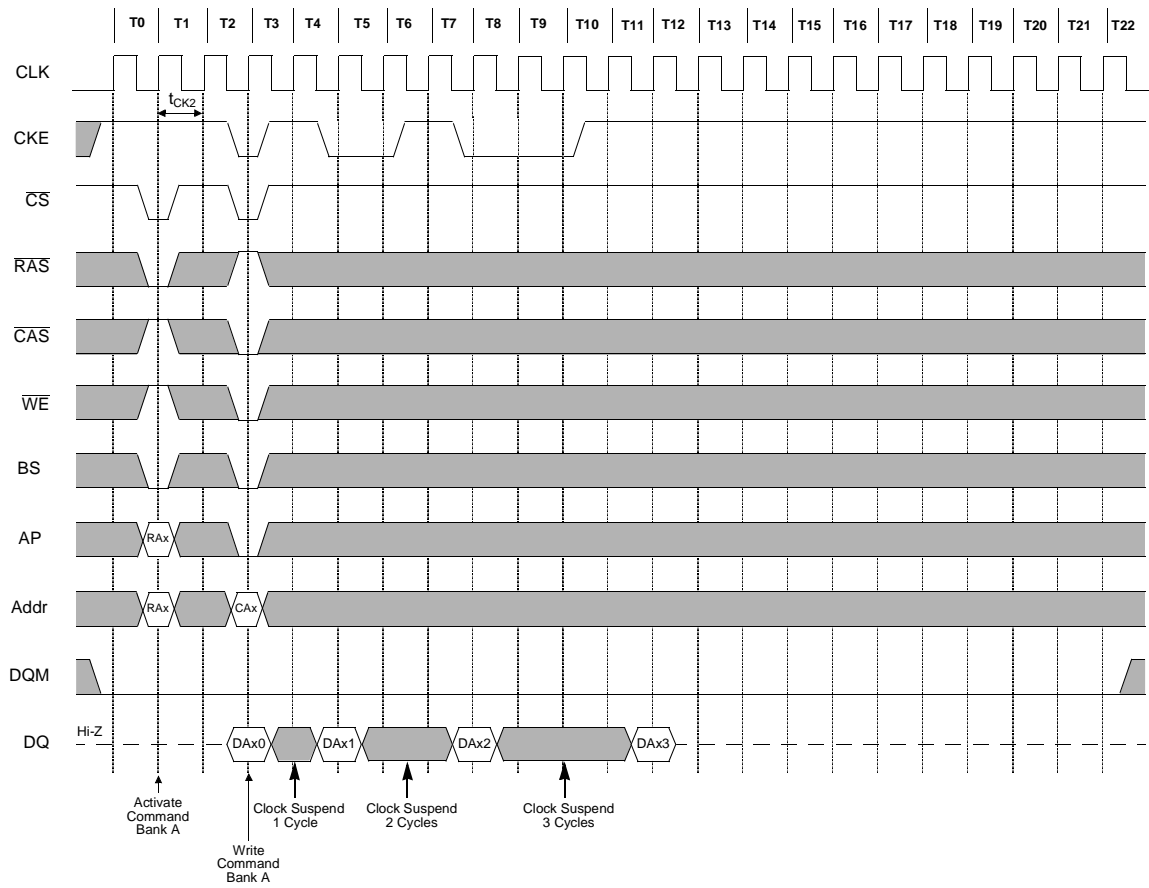 T0 T1 T2 T3 T4 T5 T6 T7 T8 T9 T10 T11 T12 T13 T14 T15 T16 T17 T18 T19 T20 T21 T22
CLK
tCK2
CKE
CS
RAS
CAS
WE
BS
AP
RAx
Addr
RAx CAx
DQM
DQ
Hi-Z
DAx0 DAx1 DAx2 DAx3
Activate
Command
Bank A
Write
Command
Bank A
Clock Suspend
1 Cycle
Clock Suspend
2 Cycles
Clock Suspend
3 Cycles